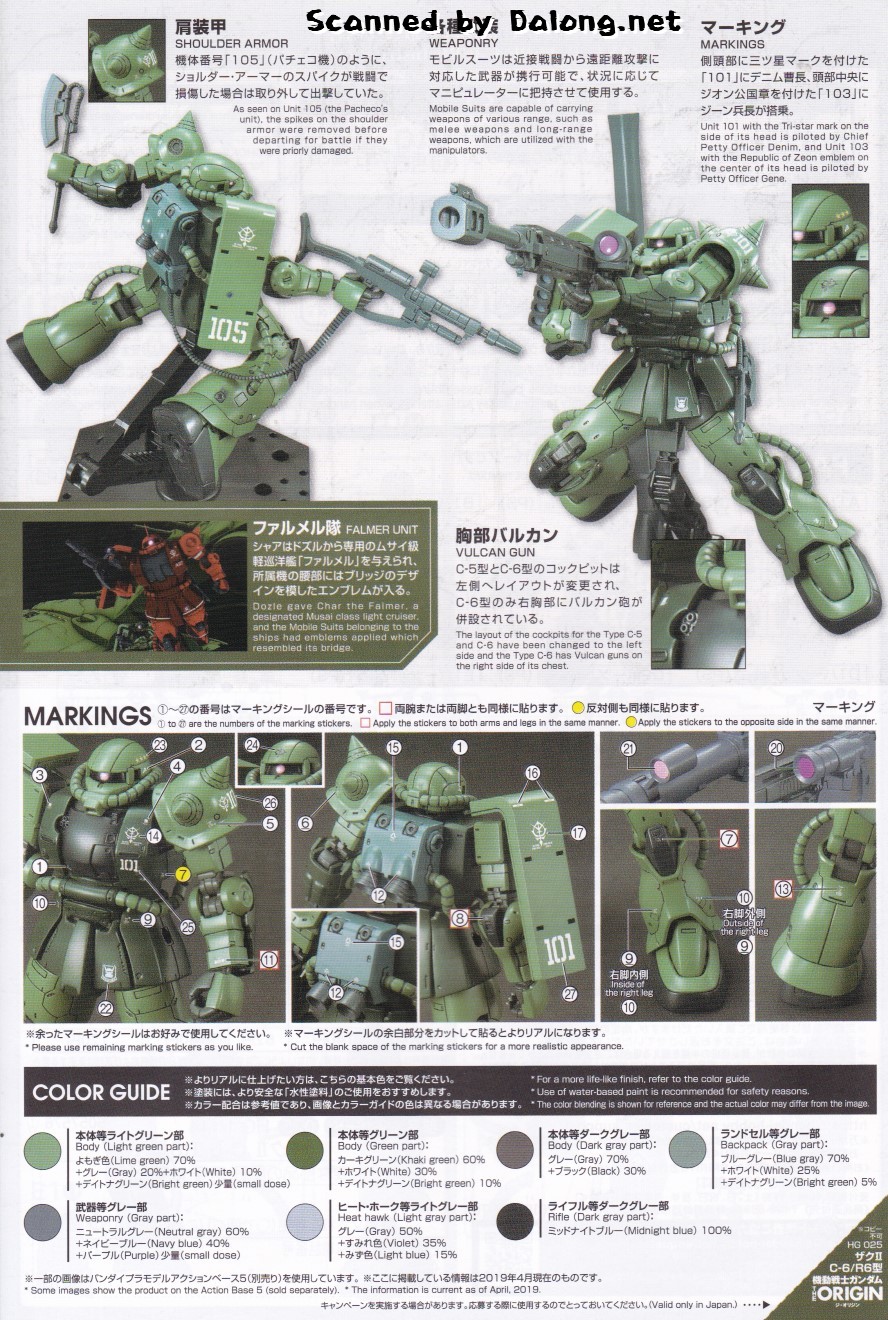 Scanned by Dalong.net
肩装甲
SHOULDER ARMOR
機体番号「105」(パチェコ機)のように、
ショルダー・アーマーのスパイクが戦闘で
損傷した場合は取り外して出撃していた。
As seen on Unit 105 (the Pacheco's
unit), the spikes on the shoulder
armor were removed before
departing for battle if they
were priorly damaged.
WEAPONRY
モビルスーツは近接戦闘から遠距離攻撃に
対応した武器が携行可能で、状況に応じて
マニピュレーターに把持させて使用する。
Mobile Suits are capable of carrying
weapons of various range, such as
melee weapons and long-range
weapons, which are utilized with the
manipulators.
マーキング
MARKINGS
側頭部に三ツ星マークを付けた
「101」にデニム曹長、頭部中央に
ジオン公国章を付けた「103」に
ジーン兵長が搭乗。
Unit 101 with the Tri-star mark on the
side of its head is piloted by Chief
Petty Officer Denim, and Unit 103
with the Republic of Zeon emblem on
the center of its head is piloted by
Petty Officer Gene.
101
105
ファルメル隊 FALMER UNIT
シャアはドズルから専用のムサイ級
軽巡洋艦「ファルメル」を与えられ、
所属機の腰部にはブリッジのデザ
インを模したエンブレムが入る。
Dozle gave Char the Falmer, a
designated Musai class light cruiser,
and the Mobile Suits belonging to the
ships had emblems applied which
resembled its bridge.
胸部バルカン
VULCAN GUN
C-5型とC-6型のコックピットは
左側へレイアウトが変更され、
C-6型のみ右胸部にバルカン砲が
併設されている。
The layout of the cockpits for the Type C-5
and C-6 have been changed to the left
side and the Type C-6 has Vulcan guns on
the right side of its chest.
MARKINGS
①～㉗の番号はマーキングシールの番号です。 □両腕または両脚とも同様に貼ります。 ●反対側も同様に貼ります。
① to ㉗ are the numbers of the marking stickers. □Apply the stickers to both arms and legs in the same manner. ●Apply the stickers to the opposite side in the same manner.
マーキング
㉓ ② ㉔ ⑮ ① ㉑ ⑳
③ ④ ⑯
㉖ ⑤ ⑥ ⑰
⑭ ⑦
① 101 ⑦ ⑬
⑩ ⑨ ㉕ ⑫ ⑧ ⑩
右脚外側
Outside of
the right leg
⑨
⑮ 101
⑪ ⑫ ⑨
右脚内側
Inside of
the right leg
⑩
㉒ ㉗
※余ったマーキングシールはお好みで使用してください。
* Please use remaining marking stickers as you like.
※マーキングシールの余白部分をカットして貼るとよりリアルになります。
* Cut the blank space of the marking stickers for a more realistic appearance.
COLOR GUIDE
※よりリアルに仕上げたい方は、こちらの基本色をご覧ください。
※塗装には、より安全な「水性塗料」のご使用をおすすめします。
※カラー配合は参考値であり、画像とカラーガイドの色は異なる場合があります。
* For a more life-like finish, refer to the color guide.
* Use of water-based paint is recommended for safety reasons.
* The color blending is shown for reference and the actual color may differ from the image.
本体等ライトグリーン部
Body (Light green part):
よもぎ色(Lime green) 70%
+グレー(Gray) 20%+ホワイト(White) 10%
+デイトナグリーン(Bright green) 少量(small dose)
本体等グリーン部
Body (Green part):
カーキグリーン(Khaki green) 60%
+ホワイト(White) 30%
+デイトナグリーン(Bright green) 10%
本体等ダークグレー部
Body (Dark gray part):
グレー(Gray) 70%
+ブラック(Black) 30%
ランドセル等グレー部
Backpack (Gray part):
ブルーグレー(Blue gray) 70%
+ホワイト(White) 25%
+デイトナグリーン(Bright green) 5%
武器等グレー部
Weaponry (Gray part):
ニュートラルグレー(Neutral gray) 60%
+ネイビーブルー(Navy blue) 40%
+パープル(Purple) 少量(small dose)
ヒート・ホーク等ライトグレー部
Heat hawk (Light gray part):
グレー(Gray) 50%
+すみれ色(Violet) 35%
+みず色(Light blue) 15%
ライフル等ダークグレー部
Rifle (Dark gray part):
ミッドナイトブルー(Midnight blue) 100%
※一部の画像はバンダイプラモデルアクションベース5(別売り)を使用しています。※ここに掲載している情報は2019年4月現在のものです。
* Some images show the product on the Action Base 5 (sold separately). * The information is current as of April, 2019.
キャンペーンを実施する場合があります。応募する際に使用するのでとっておいてください。(Valid only in Japan.)
※コピー
不可
HG 025
ザクⅡ
C-6/R6型
機動戦士ガンダム
THE ORIGIN
ジ・オリジン